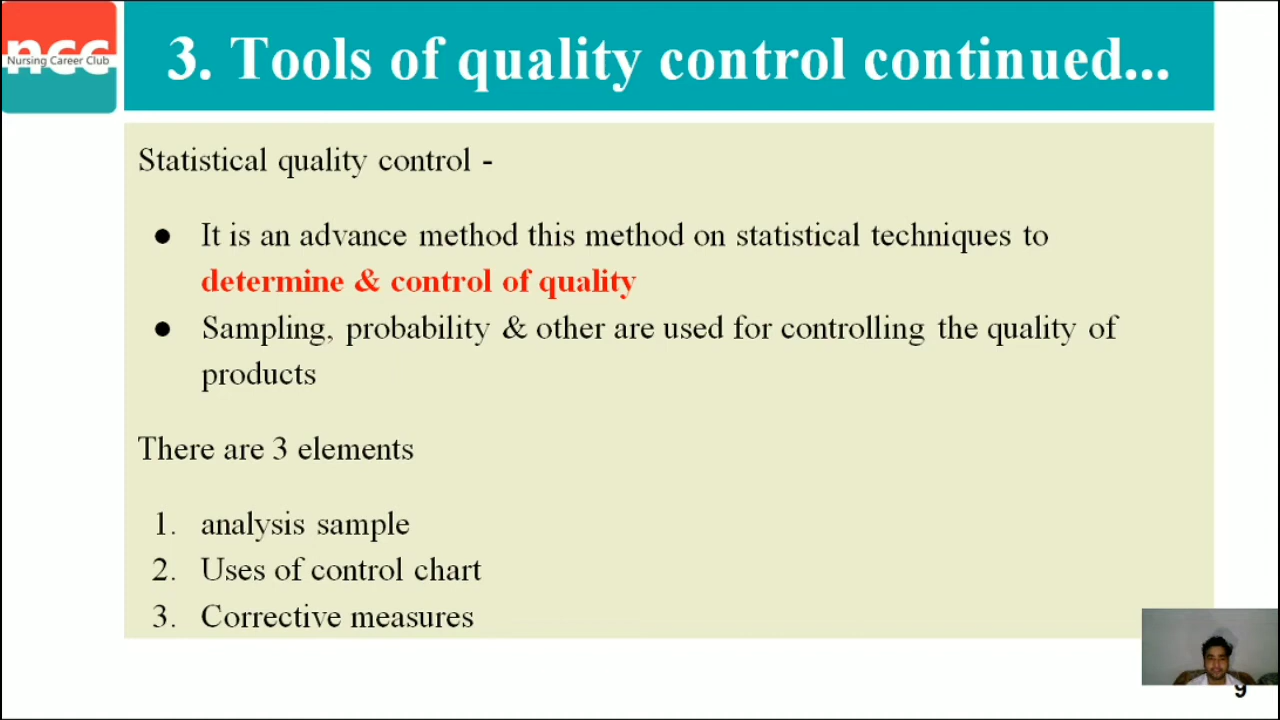 ncc
Nursing Career Club
3. Tools of quality control continued...
Statistical quality control -
● It is an advance method this method on statistical techniques to
determine & control of quality
● Sampling, probability & other are used for controlling the quality of
products
There are 3 elements
1. analysis sample
2. Uses of control chart
3. Corrective measures
9